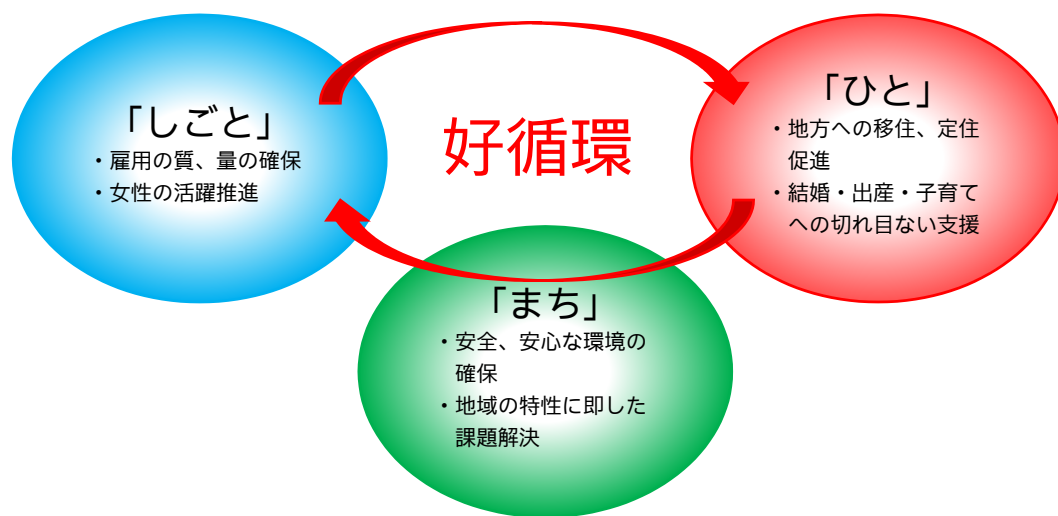 「しごと」
・雇用の質、量の確保
・女性の活躍推進
好循環
「ひと」
・地方への移住、定住
促進
・結婚・出産・子育て
への切れ目ない支援
「まち」
・安全、安心な環境の
確保
・地域の特性に即した
課題解決